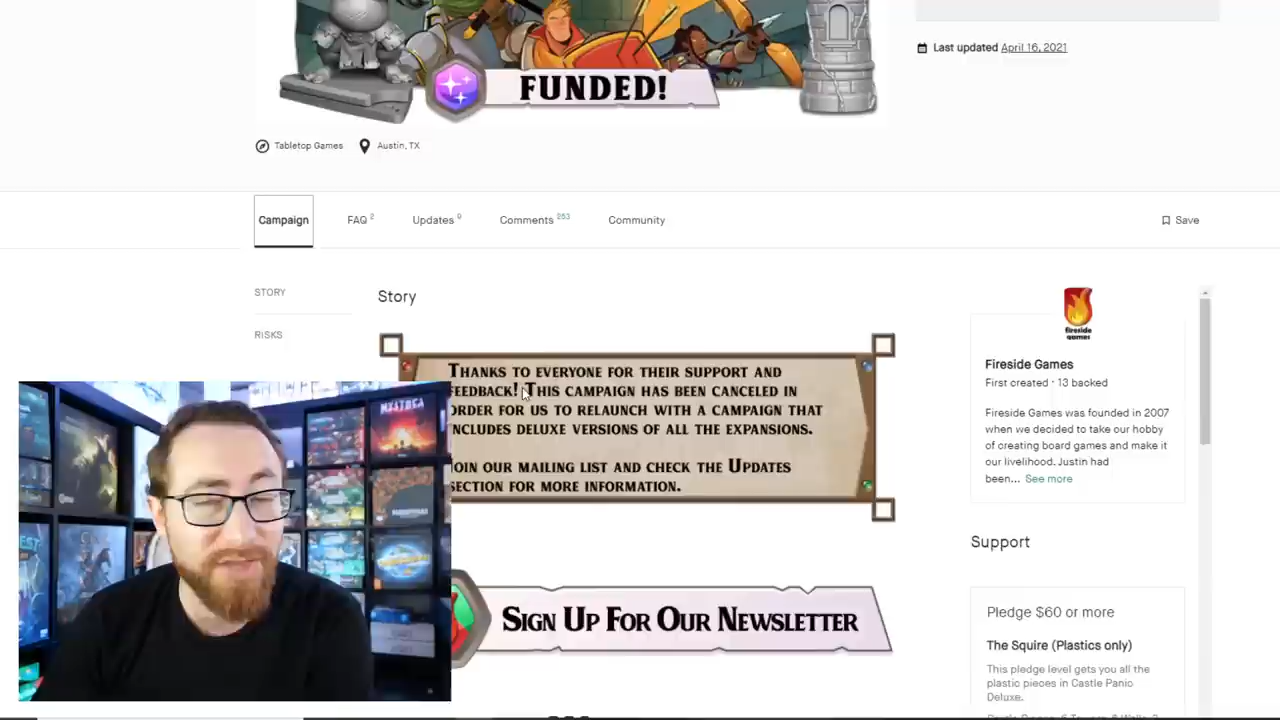 FUNDED!
Last updated April 16, 2021
Tabletop Games Austin, TX
Campaign FAQ 2 Updates 9 Comments 253 Community Save
STORY
RISKS
Story
THANKS TO EVERYONE FOR THEIR SUPPORT AND
FEEDBACK! THIS CAMPAIGN HAS BEEN CANCELED IN
ORDER FOR US TO RELAUNCH WITH A CAMPAIGN THAT
INCLUDES DELUXE VERSIONS OF ALL THE EXPANSIONS.
JOIN OUR MAILING LIST AND CHECK THE UPDATES
SECTION FOR MORE INFORMATION.
SIGN UP FOR OUR NEWSLETTER
fireside
games
Fireside Games
First created · 13 backed
Fireside Games was founded in 2007
when we decided to take our hobby
of creating board games and make it
our livelihood. Justin had
been... See more
Support
Pledge $60 or more
The Squire (Plastics only)
This pledge level gets you all the
plastic pieces in Castle Panic
Deluxe.